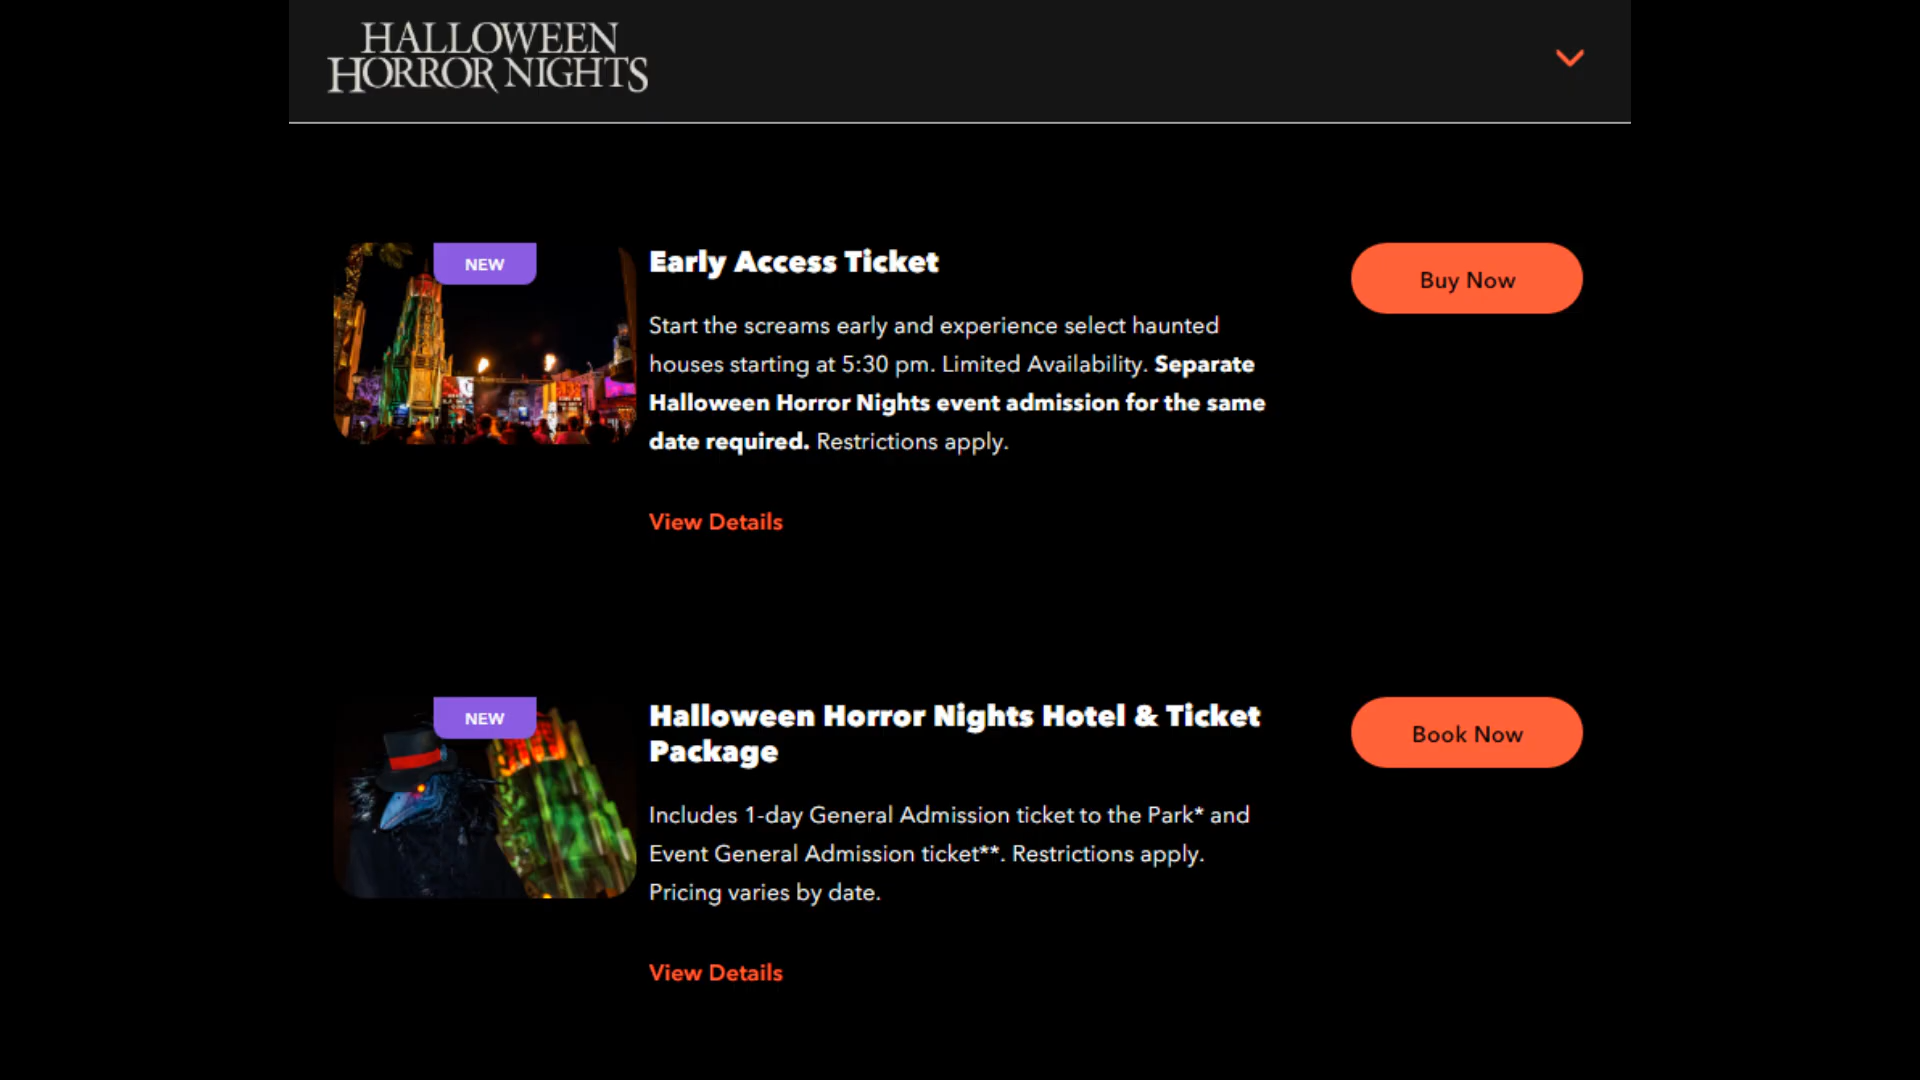 HALLOWEEN
HORROR NIGHTS
NEW
Early Access Ticket
Start the screams early and experience select haunted
houses starting at 5:30 pm. Limited Availability. Separate
Halloween Horror Nights event admission for the same
date required. Restrictions apply.
View Details
Buy Now
NEW
Halloween Horror Nights Hotel & Ticket
Package
Includes 1-day General Admission ticket to the Park* and
Event General Admission ticket**. Restrictions apply.
Pricing varies by date.
View Details
Book Now